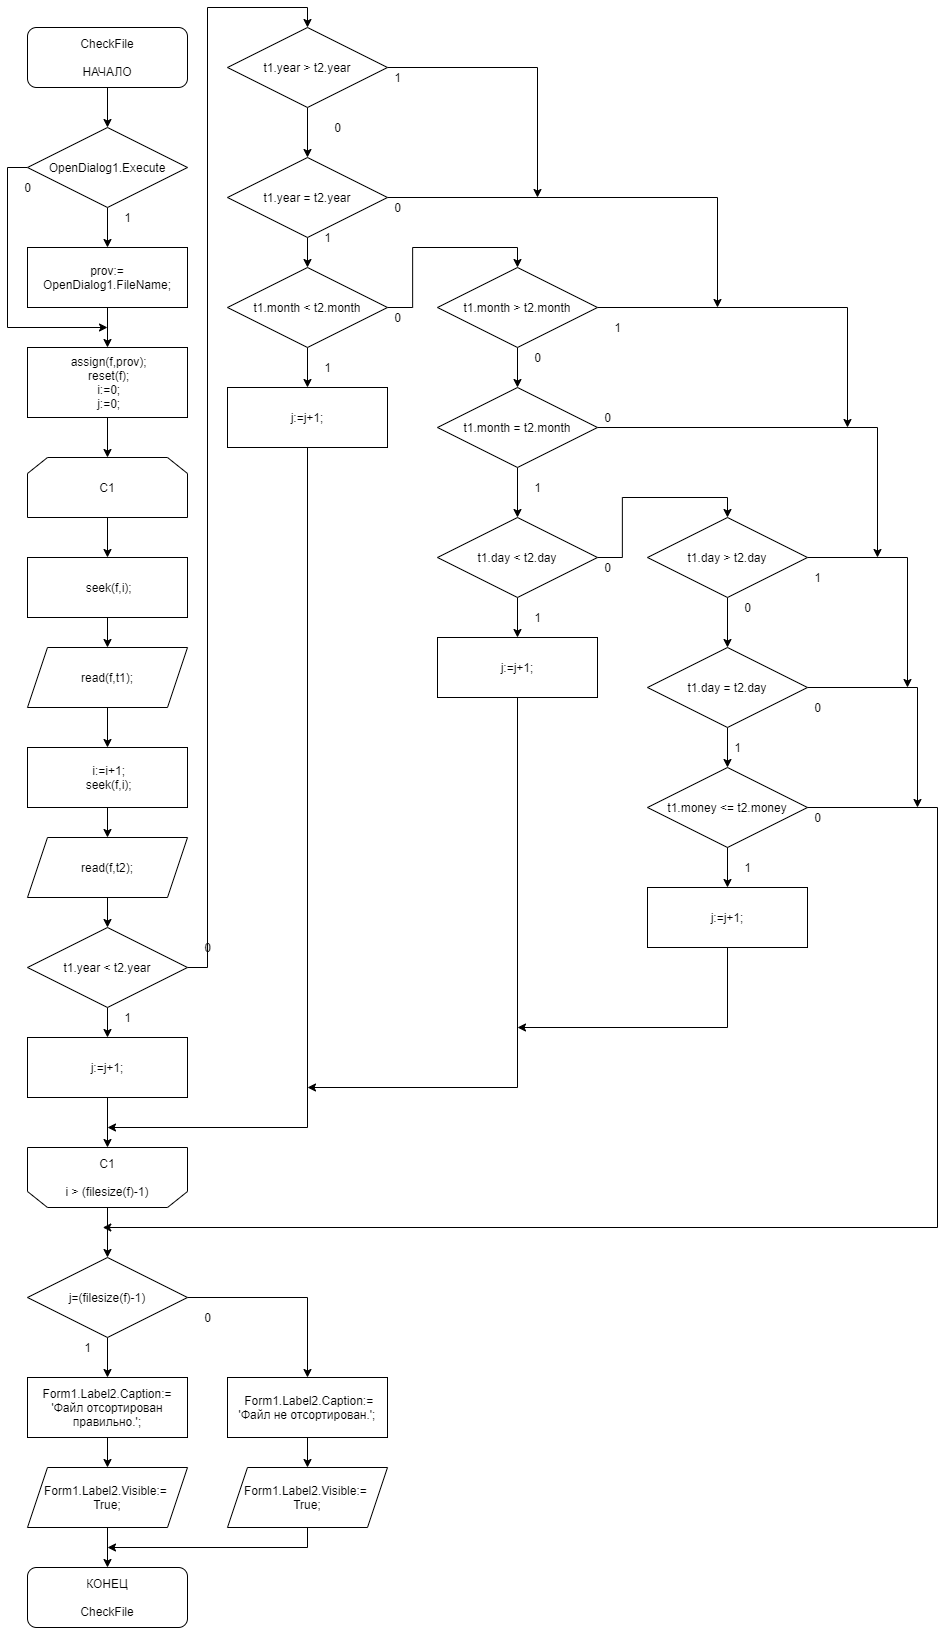 CheckFile
НАЧАЛО
OpenDialog1.Execute
0
1
prov:=
OpenDialog1.FileName;
assign(f,prov);
reset(f);
i:=0;
j:=0;
C1
seek(f,i);
read(f,t1);
i:=i+1;
seek(f,i);
read(f,t2);
t1.year < t2.year
0
1
j:=j+1;
t1.year > t2.year
1
0
t1.year = t2.year
0
1
t1.month < t2.month
0
1
j:=j+1;
t1.month > t2.month
1
0
t1.month = t2.month
0
1
t1.day < t2.day
0
1
j:=j+1;
t1.day > t2.day
1
0
t1.day = t2.day
0
1
t1.money <= t2.money
0
1
j:=j+1;
C1
i > (filesize(f)-1)
j=(filesize(f)-1)
0
1
Form1.Label2.Caption:=
'Файл отсортирован
правильно.';
Form1.Label2.Caption:=
'Файл не отсортирован.';
Form1.Label2.Visible:=
True;
Form1.Label2.Visible:=
True;
КОНЕЦ
CheckFile